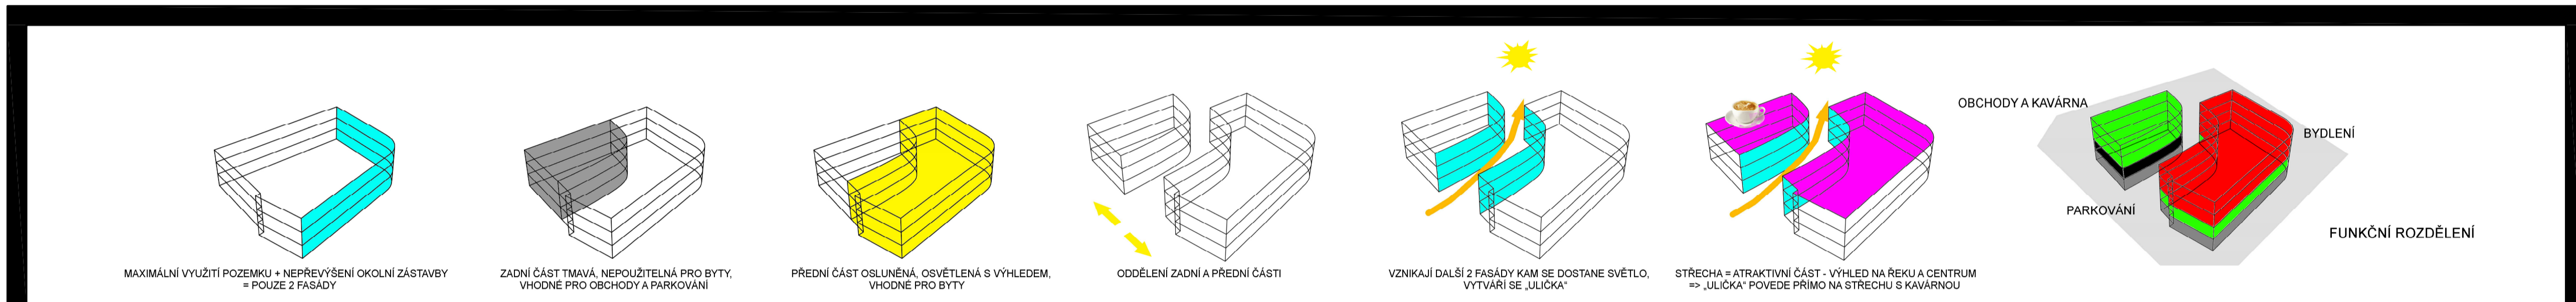 MAXIMÁLNÍ VYUŽITÍ POZEMKU + NEPŘEVÝŠENÍ OKOLNÍ ZÁSTAVBY
= POUZE 2 FASÁDY
ZADNÍ ČÁST TMAVÁ, NEPOUŽITELNÁ PRO BYTY,
VHODNÉ PRO OBCHODY A PARKOVÁNÍ
PŘEDNÍ ČÁST OSLUNĚNÁ, OSVĚTLENÁ S VÝHLEDEM,
VHODNÉ PRO BYTY
ODDĚLENÍ ZADNÍ A PŘEDNÍ ČÁSTI
VZNIKAJÍ DALŠÍ 2 FASÁDY KAM SE DOSTANE SVĚTLO,
VYTVÁŘÍ SE „ULIČKA“
STŘECHA = ATRAKTIVNÍ ČÁST - VÝHLED NA ŘEKU A CENTRUM
=> „ULIČKA“ POVEDE PŘÍMO NA STŘECHU S KAVÁRNOU
OBCHODY A KAVÁRNA
BYDLENÍ
PARKOVÁNÍ
FUNKČNÍ ROZDĚLENÍ